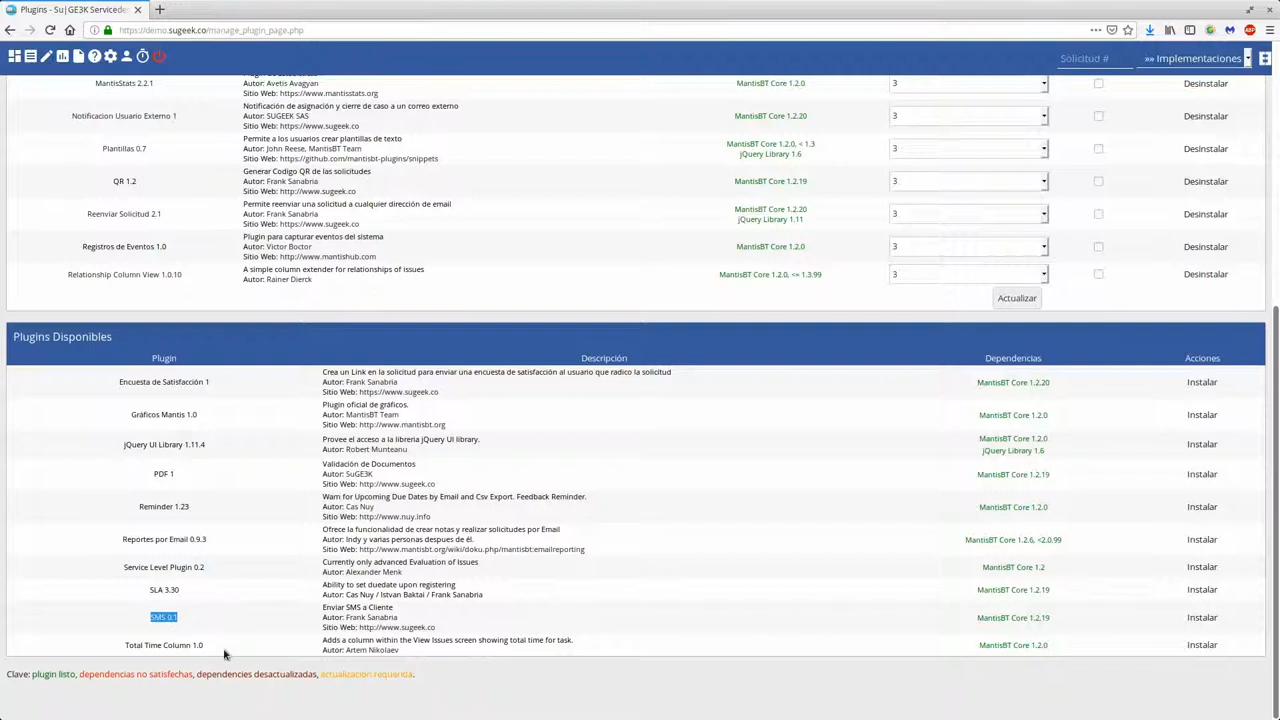 Plugins - Su|GE3K Servicedes
https://demo.sugeek.co/manage_plugin_page.php
Solicitud #
»» Implementaciones
MantisStats 2.2.1
Autor: Avetis Avagyan
Sitio Web: https://www.mantisstats.org
MantisBT Core 1.2.0
3
Desinstalar
Notificacion Usuario Externo 1
Notificación de asignación y cierre de caso a un correo externo
Autor: SUGEEK SAS
Sitio Web: https://www.sugeek.co
MantisBT Core 1.2.20
3
Desinstalar
Plantillas 0.7
Permite a los usuarios crear plantillas de texto
Autor: John Reese, MantisBT Team
Sitio Web: https://github.com/mantisbt-plugins/snippets
MantisBT Core 1.2.0, < 1.3
jQuery Library 1.6
3
Desinstalar
QR 1.2
Generar Codigo QR de las solicitudes
Autor: Frank Sanabria
Sitio Web: http://www.sugeek.co
MantisBT Core 1.2.19
3
Desinstalar
Reenviar Solicitud 2.1
Permite reenviar una solicitud a cualquier dirección de email
Autor: Frank Sanabria
Sitio Web: https://www.sugeek.co
MantisBT Core 1.2.20
jQuery Library 1.11
3
Desinstalar
Registros de Eventos 1.0
Plugin para capturar eventos del sistema
Autor: Victor Boctor
Sitio Web: http://www.mantishub.com
MantisBT Core 1.2.0
3
Desinstalar
Relationship Column View 1.0.10
A simple column extender for relationships of issues
Autor: Rainer Dierck
MantisBT Core 1.2.0, <= 1.3.99
3
Desinstalar
Actualizar
Plugins Disponibles
Plugin Descripción Dependencias Acciones
Encuesta de Satisfacción 1
Crea un Link en la solicitud para enviar una encuesta de satisfacción al usuario que radico la solicitud
Autor: Frank Sanabria
Sitio Web: https://www.sugeek.co
MantisBT Core 1.2.20
Instalar
Gráficos Mantis 1.0
Plugin oficial de gráficos.
Autor: MantisBT Team
Sitio Web: http://www.mantisbt.org
MantisBT Core 1.2.0
Instalar
jQuery UI Library 1.11.4
Provee el acceso a la libreria jQuery UI library.
Autor: Robert Munteanu
MantisBT Core 1.2.0
jQuery Library 1.6
Instalar
PDF 1
Validación de Documentos
Autor: SuGE3K
Sitio Web: http://www.sugeek.co
MantisBT Core 1.2.19
Instalar
Reminder 1.23
Warn for Upcoming Due Dates by Email and Csv Export. Feedback Reminder.
Autor: Cas Nuy
Sitio Web: http://www.nuy.info
MantisBT Core 1.2.0
Instalar
Reportes por Email 0.9.3
Ofrece la funcionalidad de crear notas y realizar solicitudes por Email
Autor: Indy y varias personas despues de él.
Sitio Web: http://www.mantisbt.org/wiki/doku.php/mantisbt:emailreporting
MantisBT Core 1.2.6, <2.0.99
Instalar
Service Level Plugin 0.2
Currently only advanced Evaluation of Issues
Autor: Alexander Menk
MantisBT Core 1.2
Instalar
SLA 3.30
Ability to set duedate upon registering
Autor: Cas Nuy / Istvan Baktai / Frank Sanabria
MantisBT Core 1.2.19
Instalar
SMS 0.1
Enviar SMS a Cliente
Autor: Frank Sanabria
Sitio Web: http://www.sugeek.co
MantisBT Core 1.2.19
Instalar
Total Time Column 1.0
Adds a column within the View Issues screen showing total time for task.
Autor: Artem Nikolaev
MantisBT Core 1.2.0
Instalar
Clave: plugin listo, dependencias no satisfechas, dependencies desactualizadas, actualización requerida.